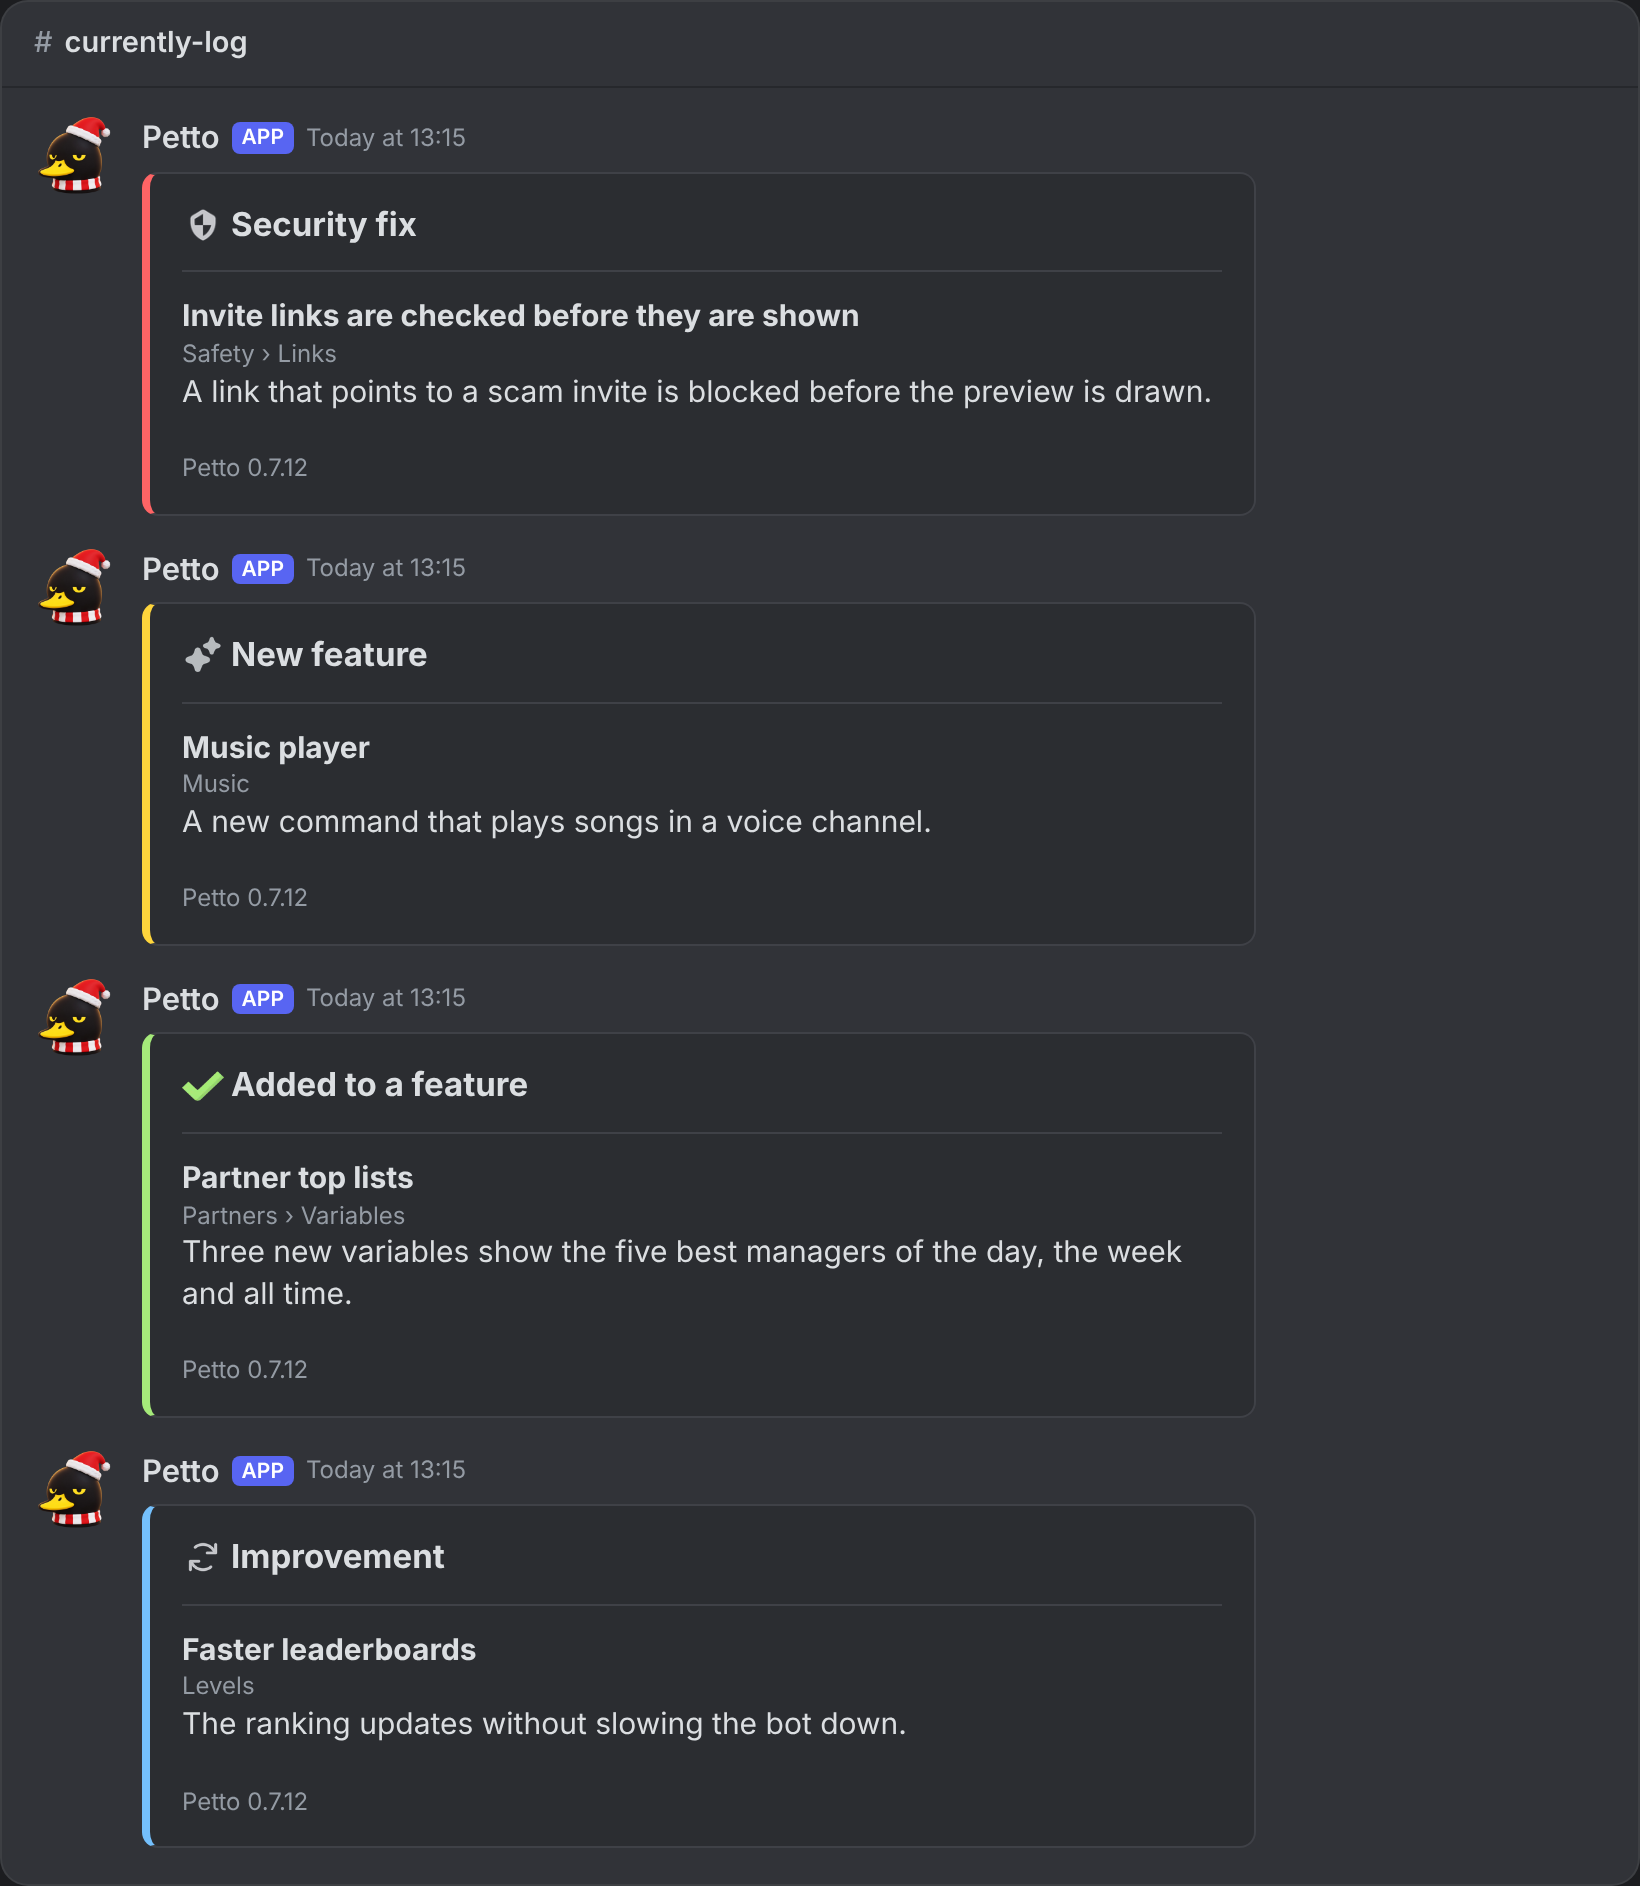 # currently-log
Petto APP Today at 13:15
Security fix
Invite links are checked before they are shown
Safety › Links
A link that points to a scam invite is blocked before the preview is drawn.
Petto 0.7.12
Petto APP Today at 13:15
New feature
Music player
Music
A new command that plays songs in a voice channel.
Petto 0.7.12
Petto APP Today at 13:15
Added to a feature
Partner top lists
Partners › Variables
Three new variables show the five best managers of the day, the week
and all time.
Petto 0.7.12
Petto APP Today at 13:15
Improvement
Faster leaderboards
Levels
The ranking updates without slowing the bot down.
Petto 0.7.12